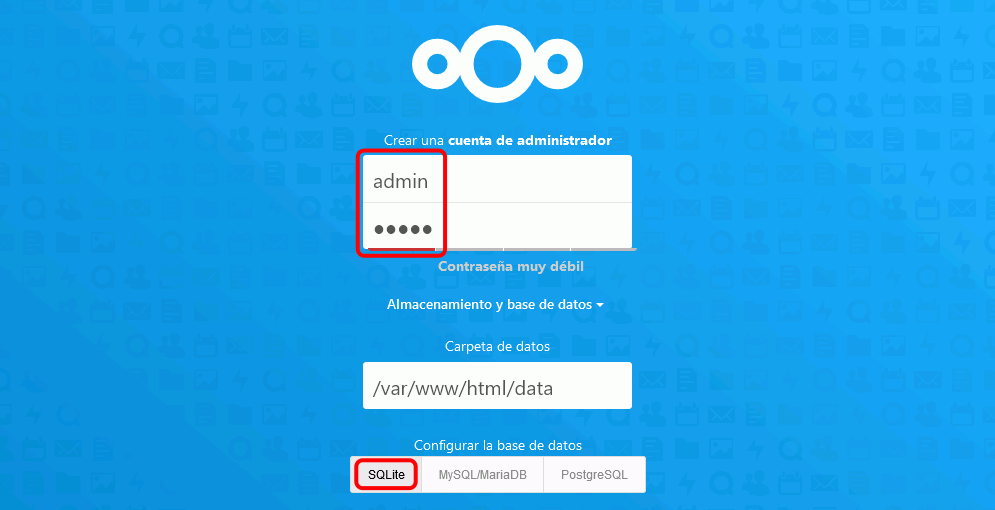 Crear una cuenta de administrador
admin
●●●●●
Contraseña muy débil
Almacenamiento y base de datos
Carpeta de datos
/var/www/html/data
Configurar la base de datos
SQLite MySQL/MariaDB PostgreSQL